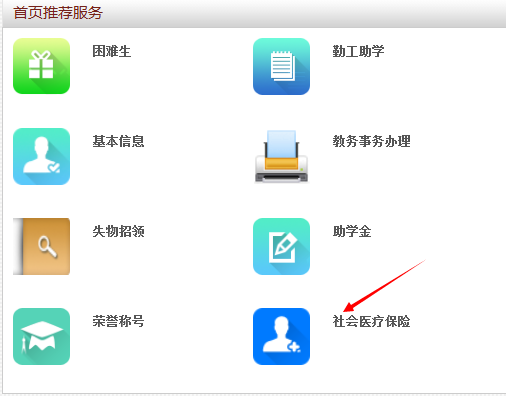 首页推荐服务
困难生
勤工助学
基本信息
教务事务办理
失物招领
助学金
荣誉称号
社会医疗保险